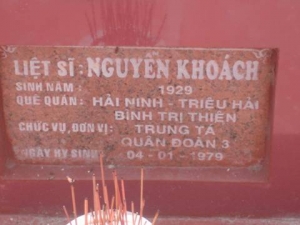 LIỆT SĨ: NGUYỄN KHOÁCH
SINH NĂM : 1929
QUÊ QUÁN: HẢI NINH - TRIỆU HẢI
BÌNH TRỊ THIÊN
CHỨC VỤ, ĐƠN VỊ: TRUNG TÁ
QUÂN ĐOÀN 3
NGÀY HY SINH 04 - 01 - 1979